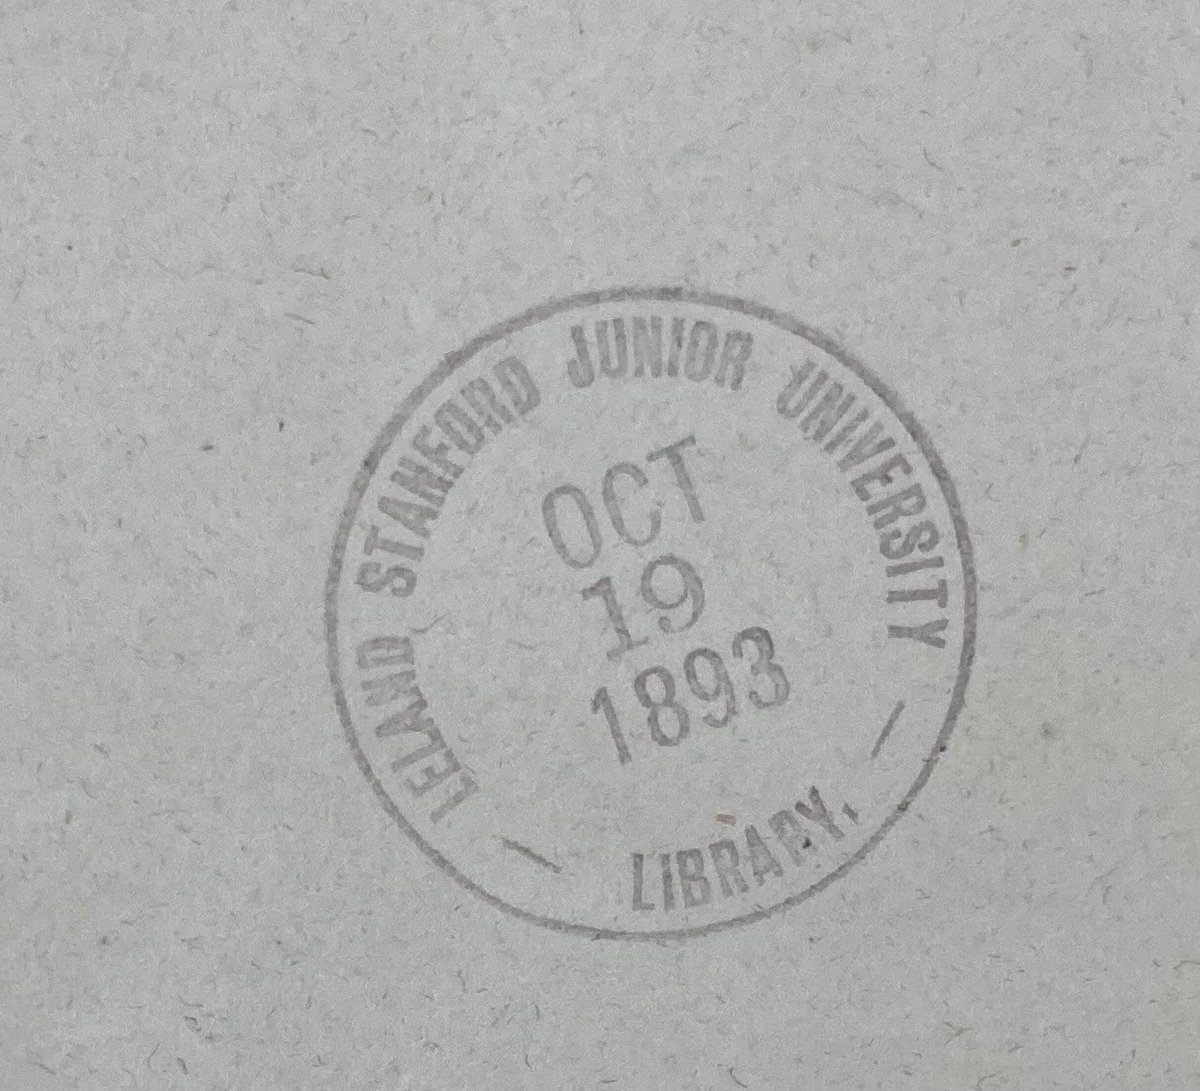 LELAND STANFORD JUNIOR UNIVERSITY
OCT
19
1893
— LIBRARY. —